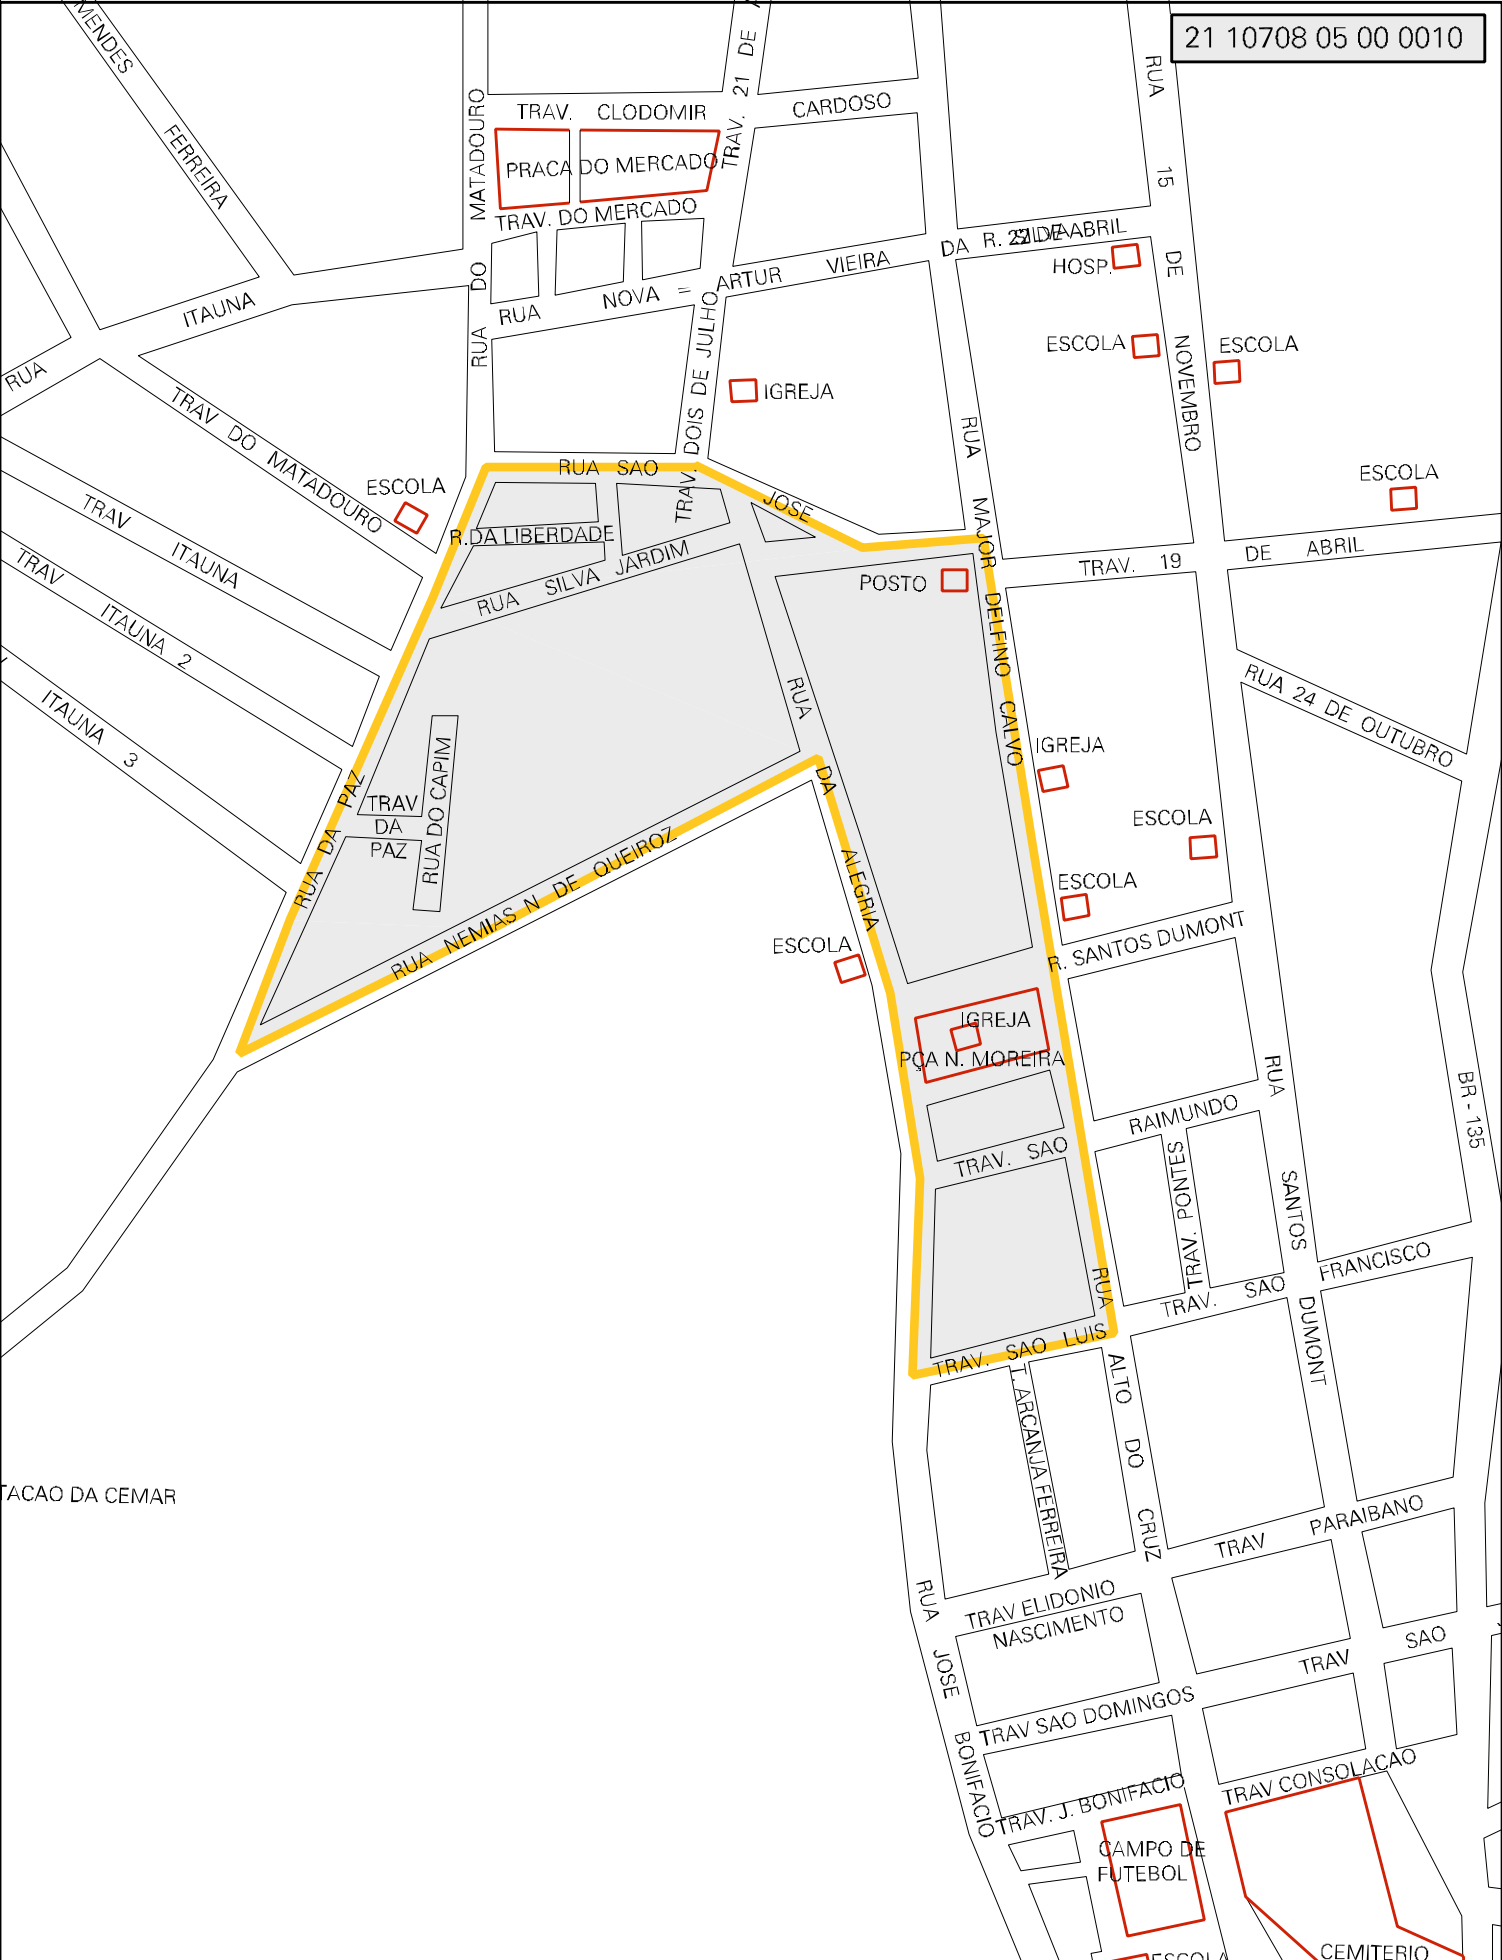 21 10708 05 00 0010
MENDES
FERREIRA
MATADOURO
DO
RUA
TRAV. CLODOMIR
CARDOSO
TRAV. 21 DE
PRACA DO MERCADO
TRAV. DO MERCADO
RUA NOVA = ARTUR VIEIRA DA SILVA
R. 22 DE ABRIL
HOSP.
RUA 15 DE NOVEMBRO
ESCOLA
ESCOLA
RUA ITAUNA
TRAV. DOIS DE JULHO
IGREJA
TRAV DO MATADOURO
ESCOLA
RUA SAO JOSE
RUA MAJOR DELFINO CALVO
ESCOLA
TRAV ITAUNA
R.DA LIBERDADE
RUA SILVA JARDIM
POSTO
TRAV. 19 DE ABRIL
TRAV ITAUNA 2
ITAUNA 3
RUA 24 DE OUTUBRO
RUA DA ALEGRIA
IGREJA
RUA DA PAZ
TRAV
DA
PAZ
RUA DO CAPIM
ESCOLA
RUA NEMIAS N DE QUEIROZ
ESCOLA
ESCOLA
R. SANTOS DUMONT
IGREJA
PÇA N. MOREIRA
RUA SANTOS DUMONT
BR - 135
TRAV. SAO RAIMUNDO
TRAV. PONTES
TRAV. SAO FRANCISCO
TRAV. SAO LUIS
RUA ALTO DO CRUZ
T. ARCANJA FERREIRA
TACAO DA CEMAR
TRAV PARAIBANO
TRAV ELIDONIO
NASCIMENTO
RUA JOSE BONIFACIO
TRAV SAO
TRAV SAO DOMINGOS
TRAV CONSOLACAO
TRAV. J. BONIFACIO
CAMPO DE
FUTEBOL
CEMITERIO
ESCOLA